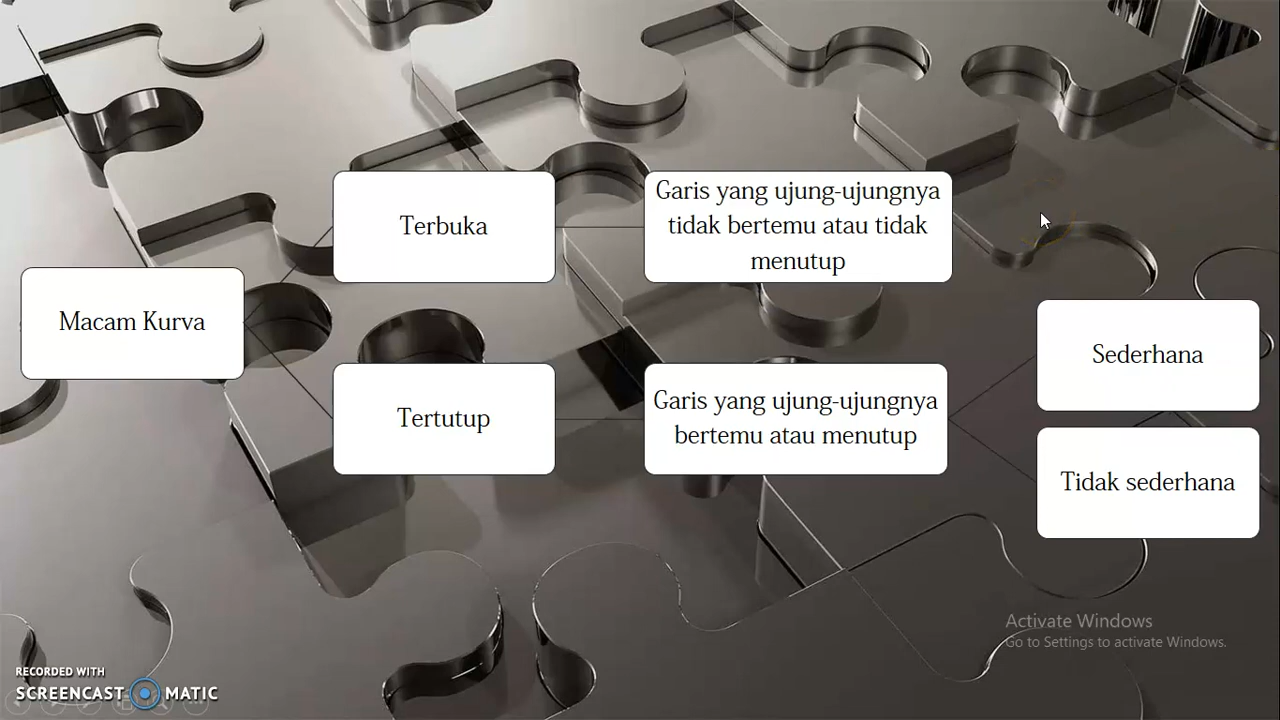 Macam Kurva
Terbuka
Garis yang ujung-ujungnya
tidak bertemu atau tidak
menutup
Tertutup
Garis yang ujung-ujungnya
bertemu atau menutup
Sederhana
Tidak sederhana
Activate Windows
Go to Settings to activate Windows.
RECORDED WITH
SCREENCAST MATIC